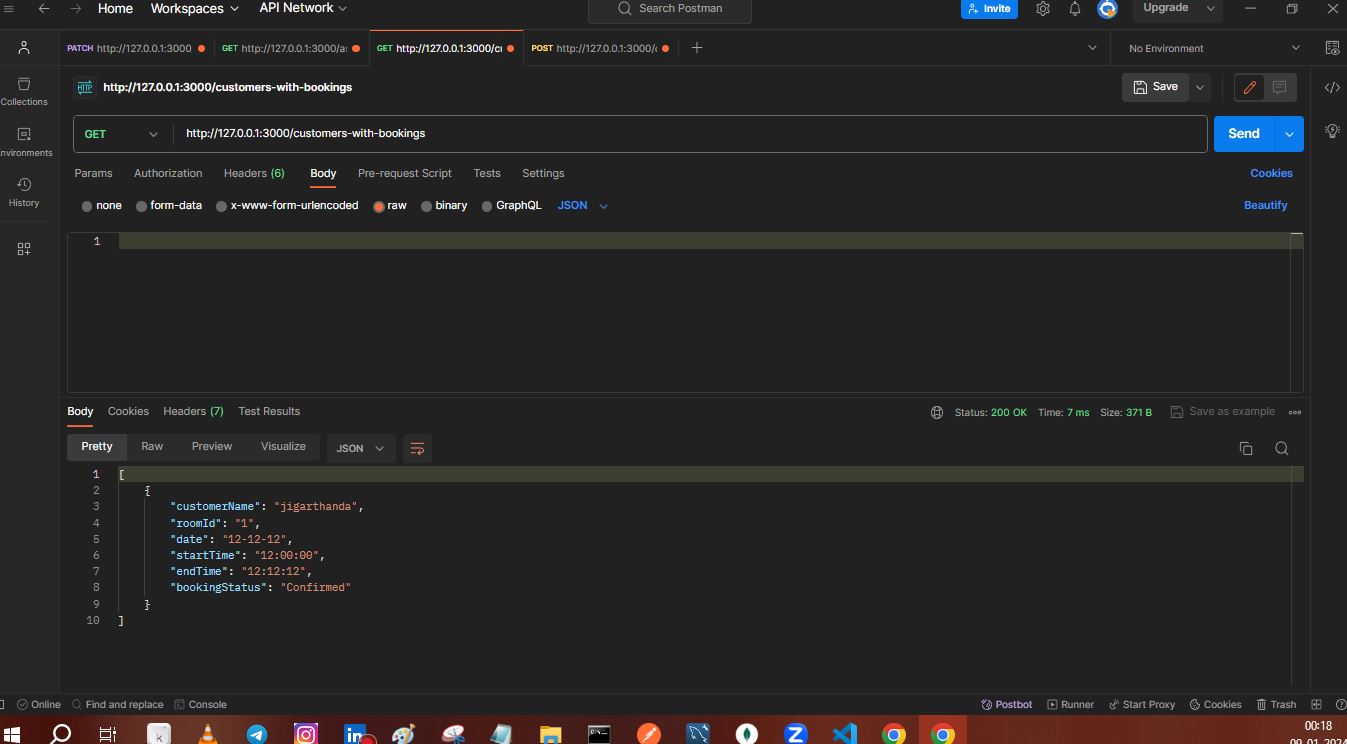 Home Workspaces API Network Search Postman Invite Upgrade
PATCH http://127.0.0.1:3000 GET http://127.0.0.1:3000/a GET http://127.0.0.1:3000/c POST http://127.0.0.1:3000/ No Environment
http://127.0.0.1:3000/customers-with-bookings Save
GET http://127.0.0.1:3000/customers-with-bookings Send
Params Authorization Headers (6) Body Pre-request Script Tests Settings Cookies
none form-data x-www-form-urlencoded raw binary GraphQL JSON Beautify
Collections
nvironments
History
1
Body Cookies Headers (7) Test Results Status: 200 OK Time: 7 ms Size: 371 B Save as example
Pretty Raw Preview Visualize JSON
1 [
2 {
3 "customerName": "jigarthanda",
4 "roomId": "1",
5 "date": "12-12-12",
6 "startTime": "12:00:00",
7 "endTime": "12:12:12",
8 "bookingStatus": "Confirmed"
9 }
10 ]
Online Find and replace Console Postbot Runner Start Proxy Cookies Trash
00:18